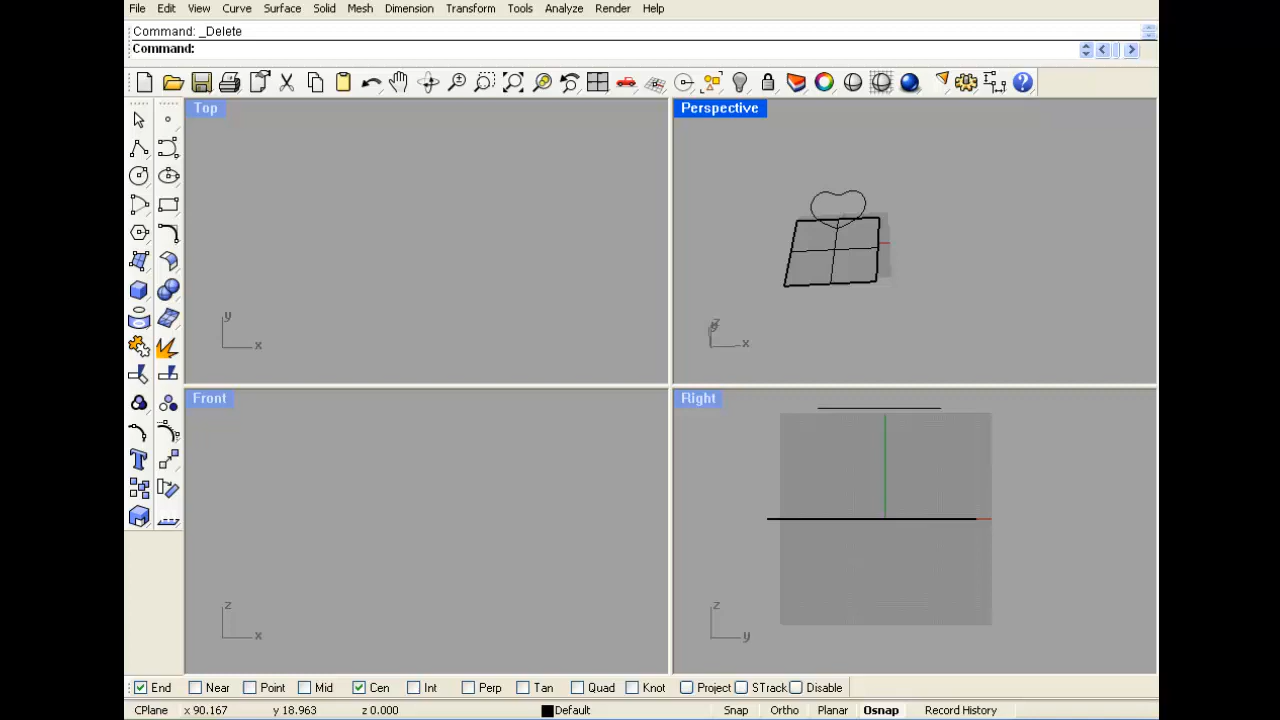 File Edit View Curve Surface Solid Mesh Dimension Transform Tools Analyze Render Help
Command: _Delete
Command:
Top
Perspective
y
x
z
y
x
Front
Right
z
x
z
y
End Near Point Mid Cen Int Perp Tan Quad Knot Project STrack Disable
CPlane x 90.167 y 18.963 z 0.000 Default Snap Ortho Planar Osnap Record History